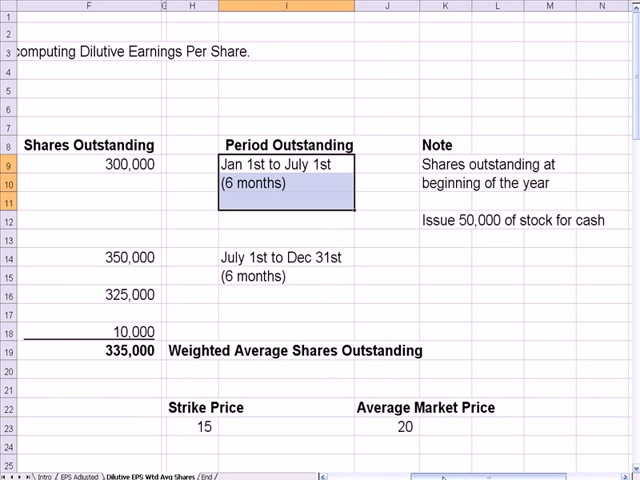 F G H I J K L M N
1
2
3 computing Dilutive Earnings Per Share.
4
5
6
7
8 Shares Outstanding Period Outstanding Note
9 300,000 Jan 1st to July 1st Shares outstanding at
10 (6 months) beginning of the year
11
12 Issue 50,000 of stock for cash
13
14 350,000 July 1st to Dec 31st
15 (6 months)
16 325,000
17
18 10,000
19 335,000 Weighted Average Shares Outstanding
20
21
22 Strike Price Average Market Price
23 15 20
24
25
Intro / EPS Adjusted / Dilutive EPS Wtd Avg Shares / End /